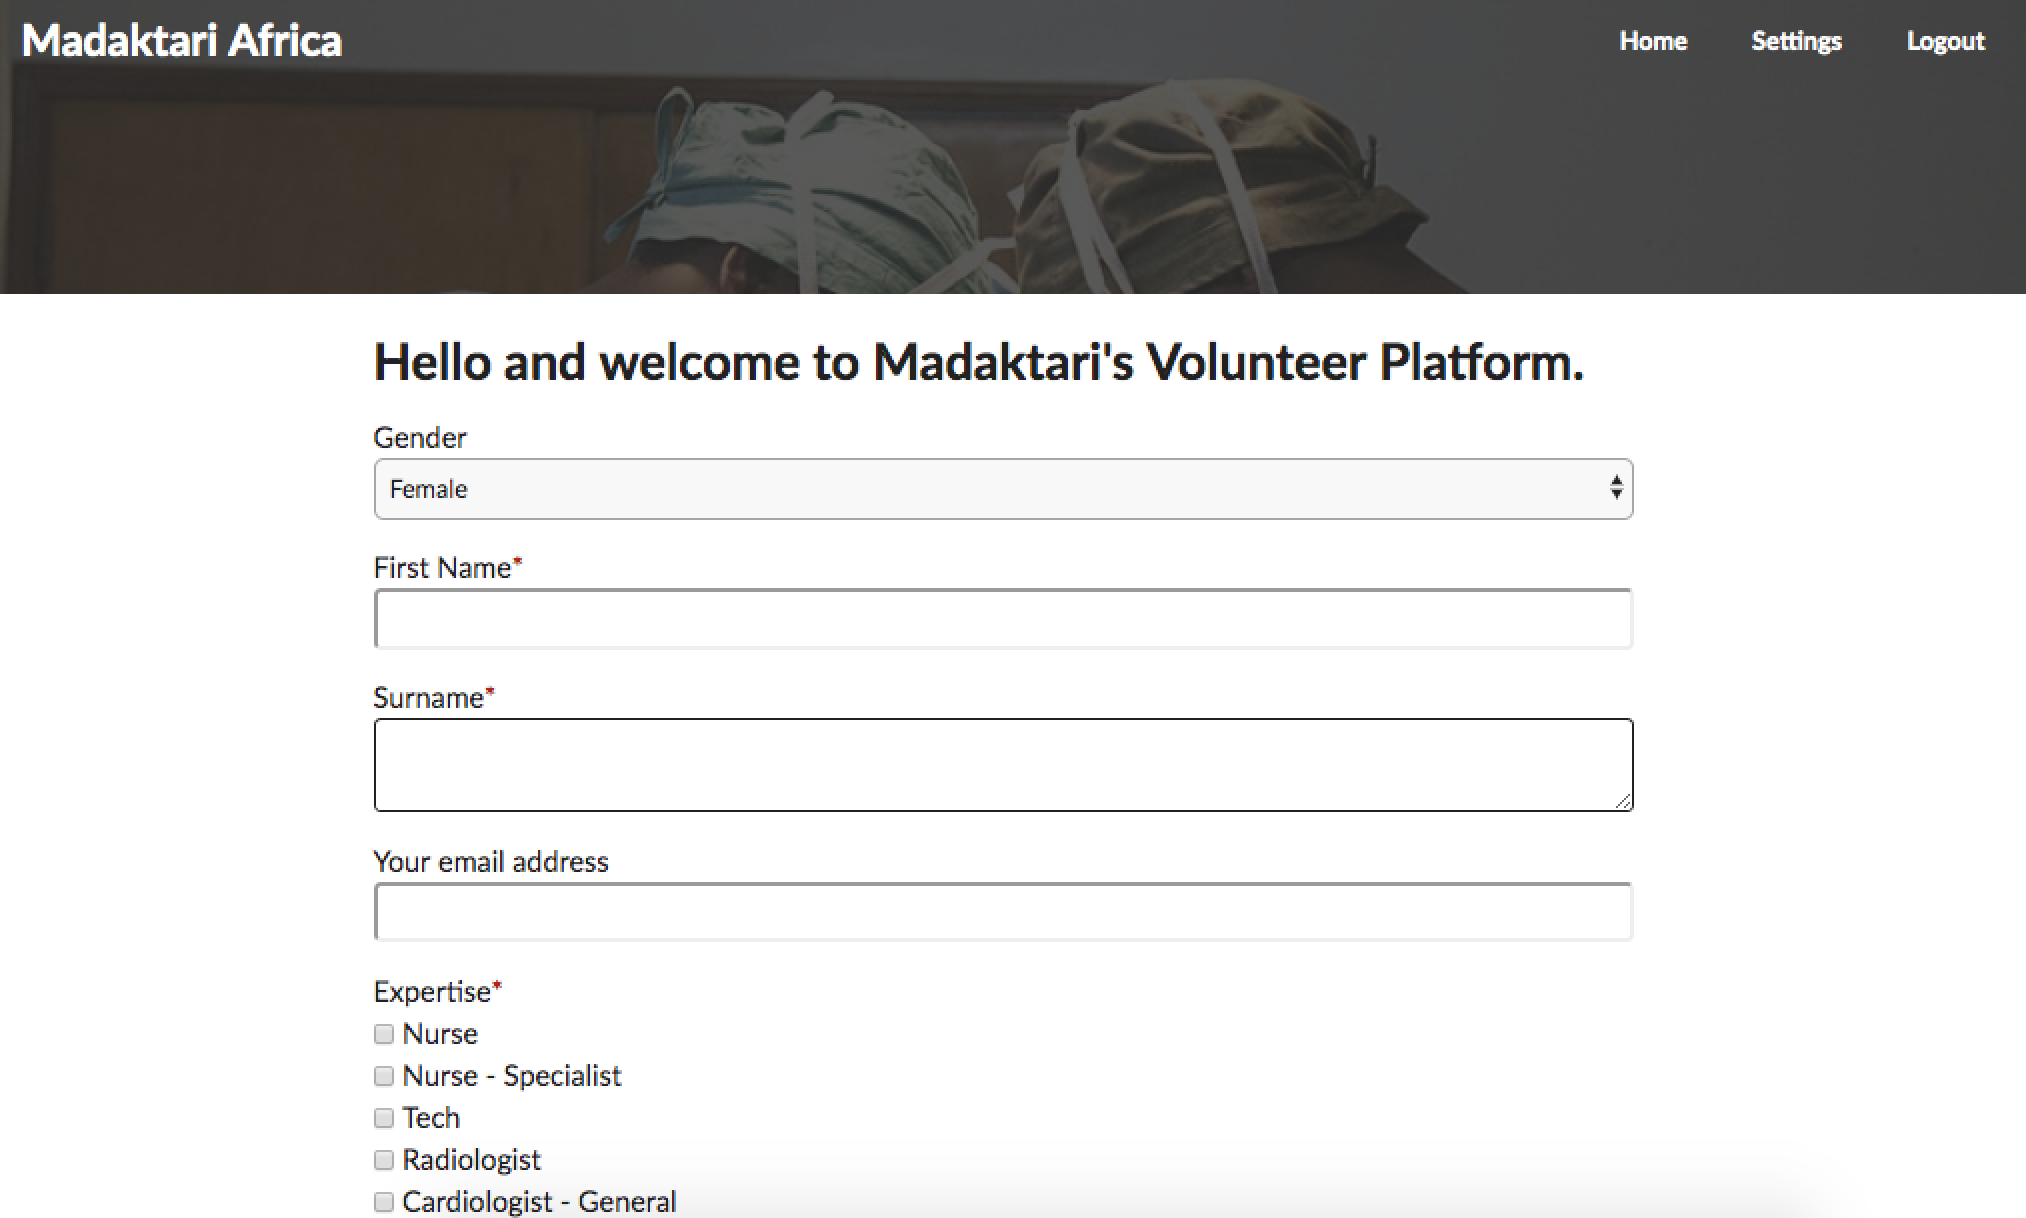 Madaktari Africa
Home Settings Logout
Hello and welcome to Madaktari's Volunteer Platform.
Gender
Female
First Name*
Surname*
Your email address
Expertise*
Nurse
Nurse - Specialist
Tech
Radiologist
Cardiologist - General